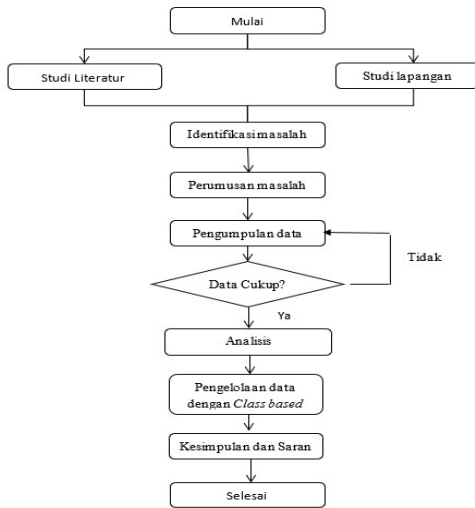 Mulai
Studi Literatur
Studi lapangan
Identifikasi masalah
Perumusan masalah
Pengumpulan data
Tidak
Data Cukup?
Ya
Analisis
Pengelolaan data
dengan Class based
Kesimpulan dan Saran
Selesai